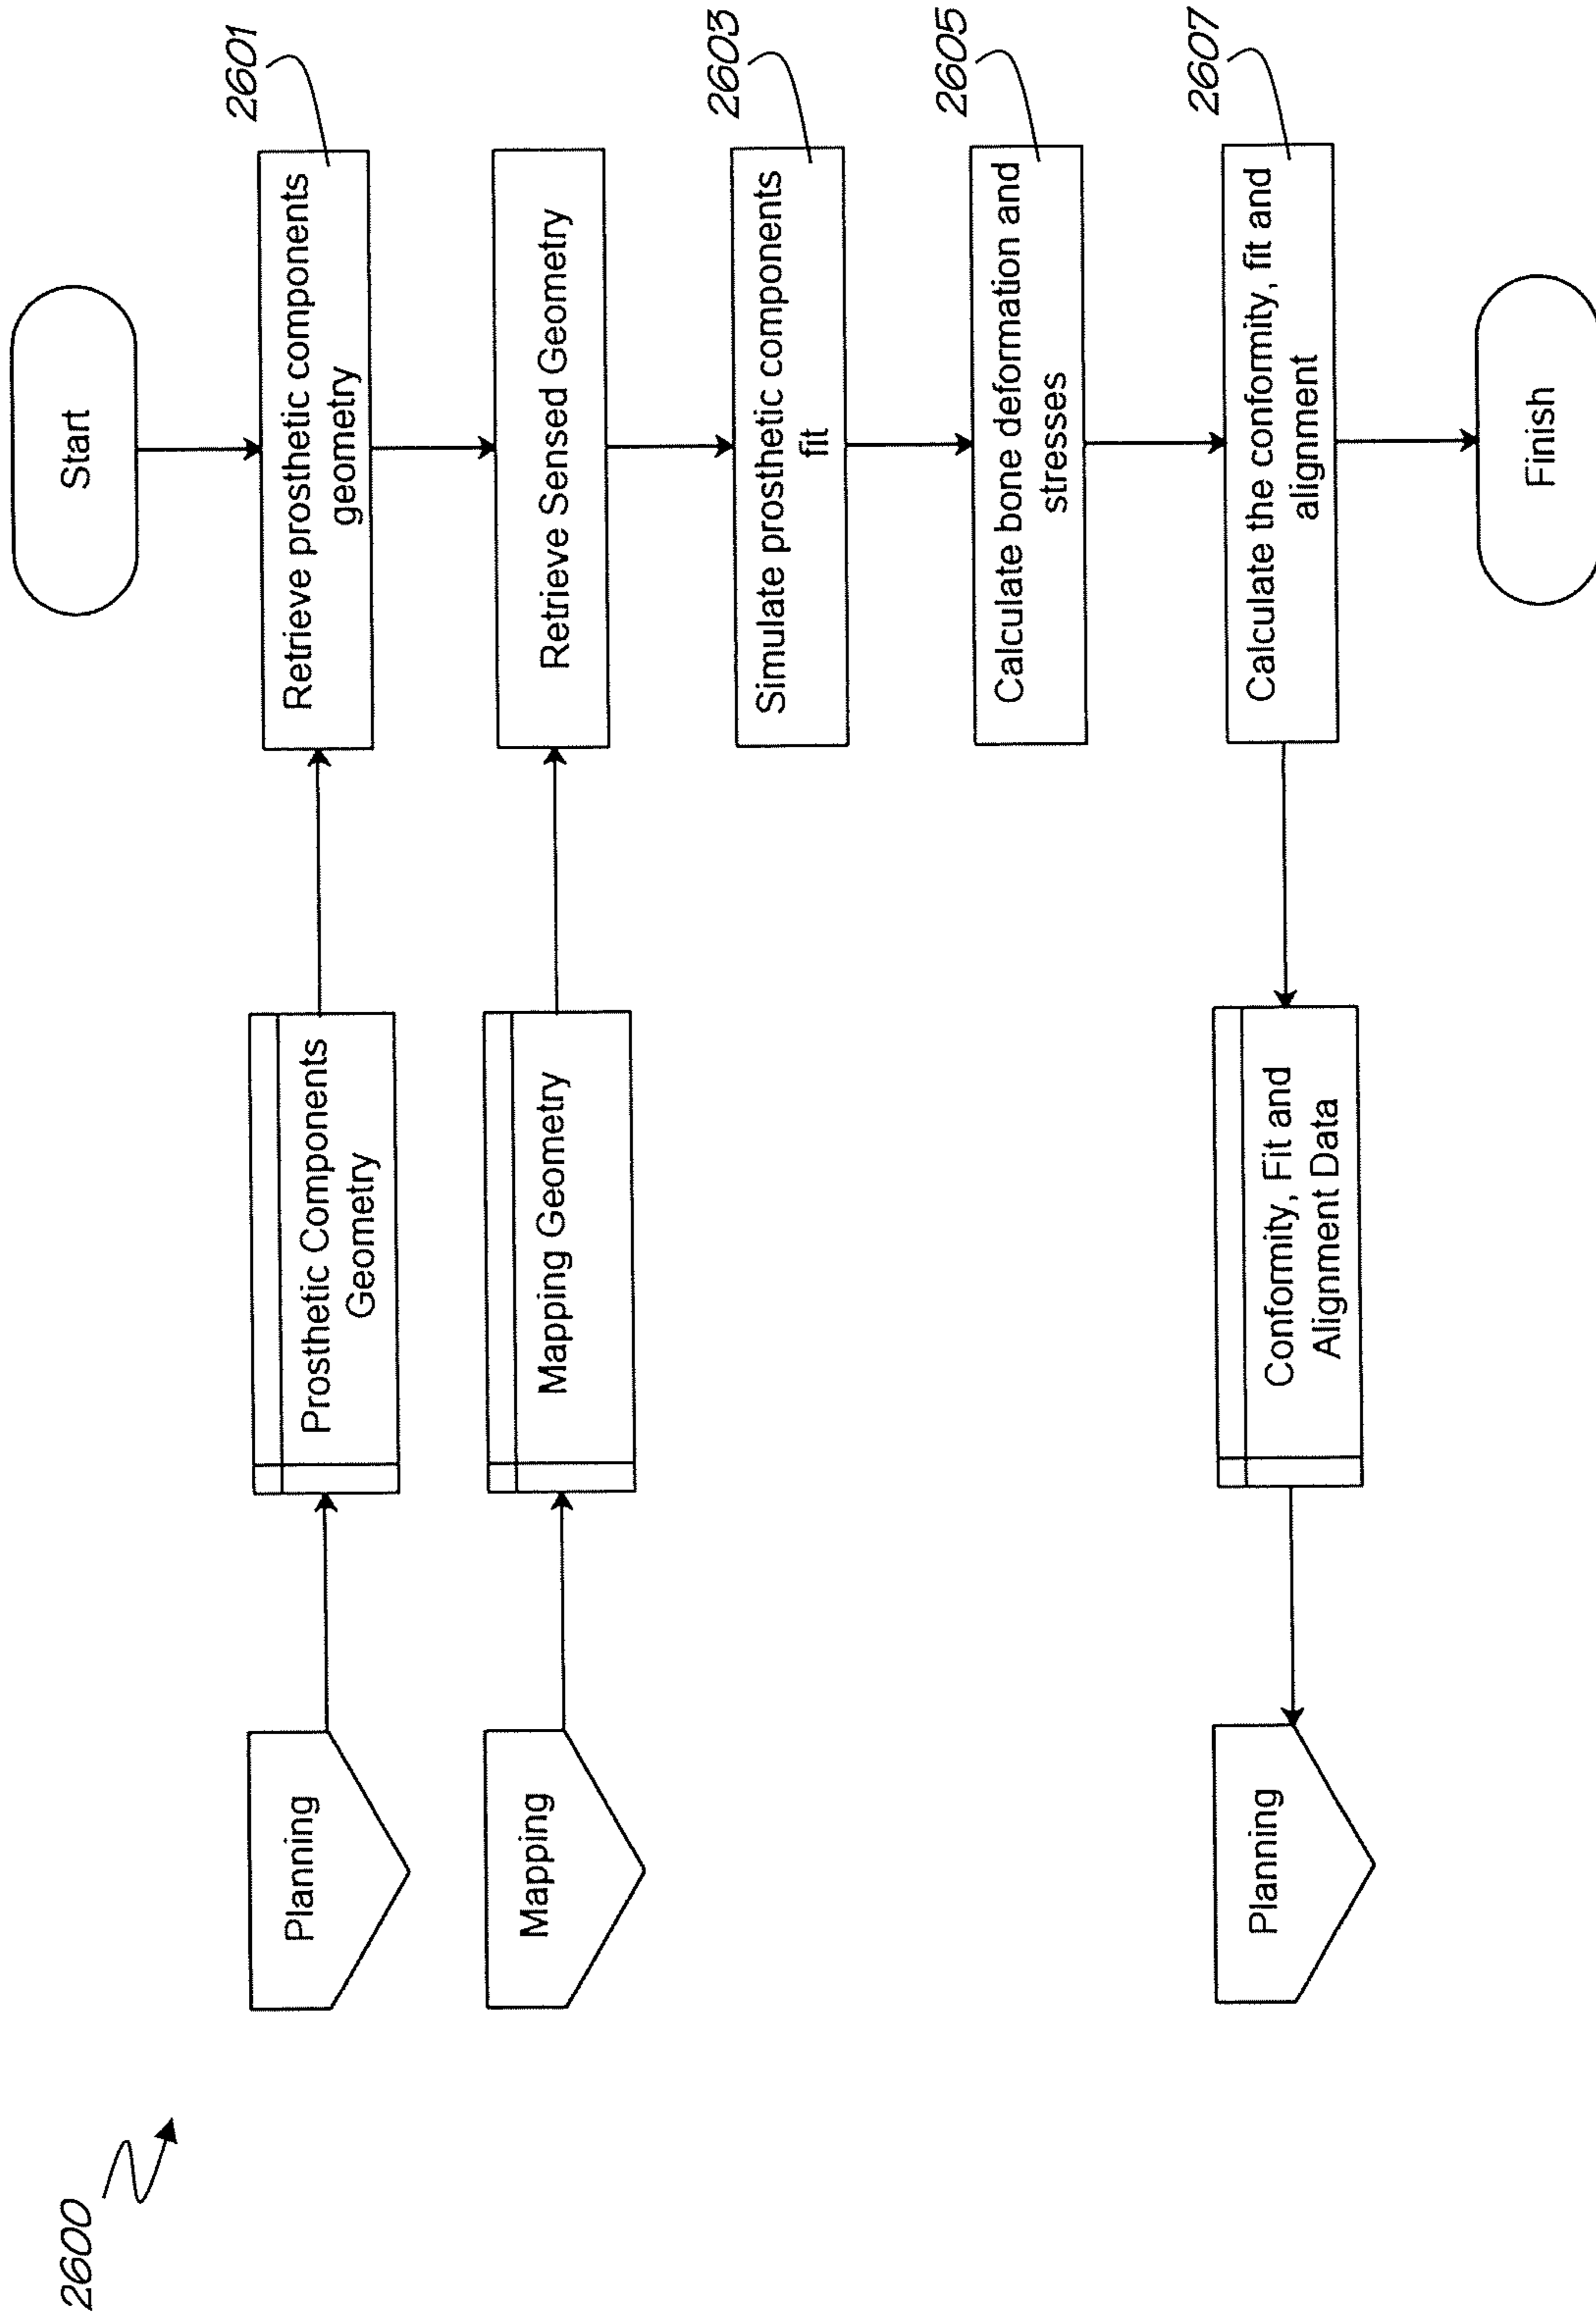 2600
Start
2601
Planning
Prosthetic Components
Geometry
Retrieve prosthetic components
geometry
Mapping
Mapping Geometry
Retrieve Sensed Geometry
2603
Simulate prosthetic components
fit
2605
Calculate bone deformation and
stresses
2607
Planning
Conformity, Fit and
Alignment Data
Calculate the conformity, fit and
alignment
Finish